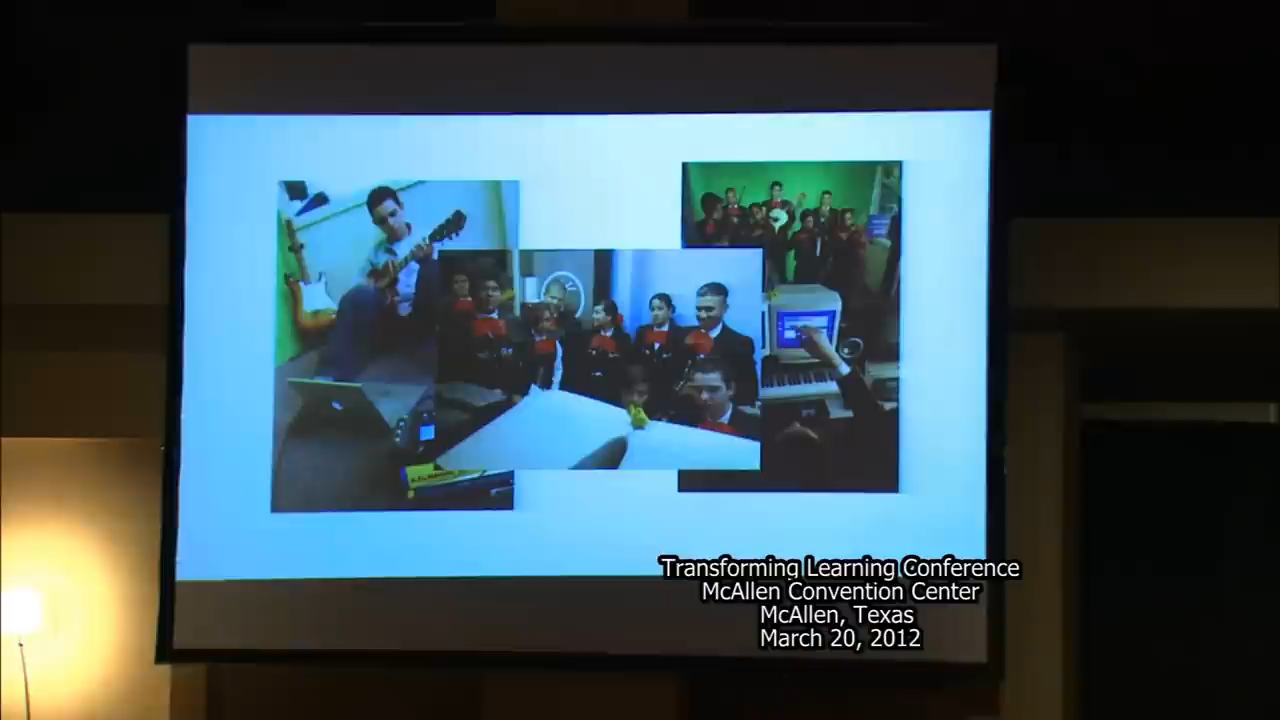 Transforming Learning Conference
McAllen Convention Center
McAllen, Texas
March 20, 2012